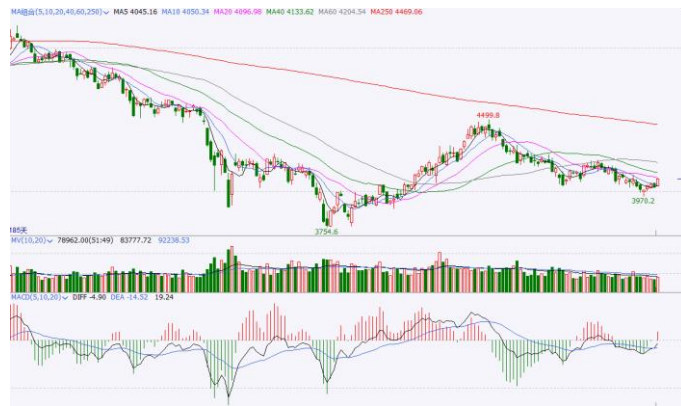 MA组合(5,10,20,40,60,250) MA5 4045.16 MA10 4050.34 MA20 4096.98 MA40 4133.62 MA60 4204.54 MA250 4469.06
4499.8
3970.2
3754.6
185天
MV(10,20) 78962.00(51:49) 83777.72 92238.53
MACD(5,10,20) DIFF -4.90 DEA -14.52 19.24